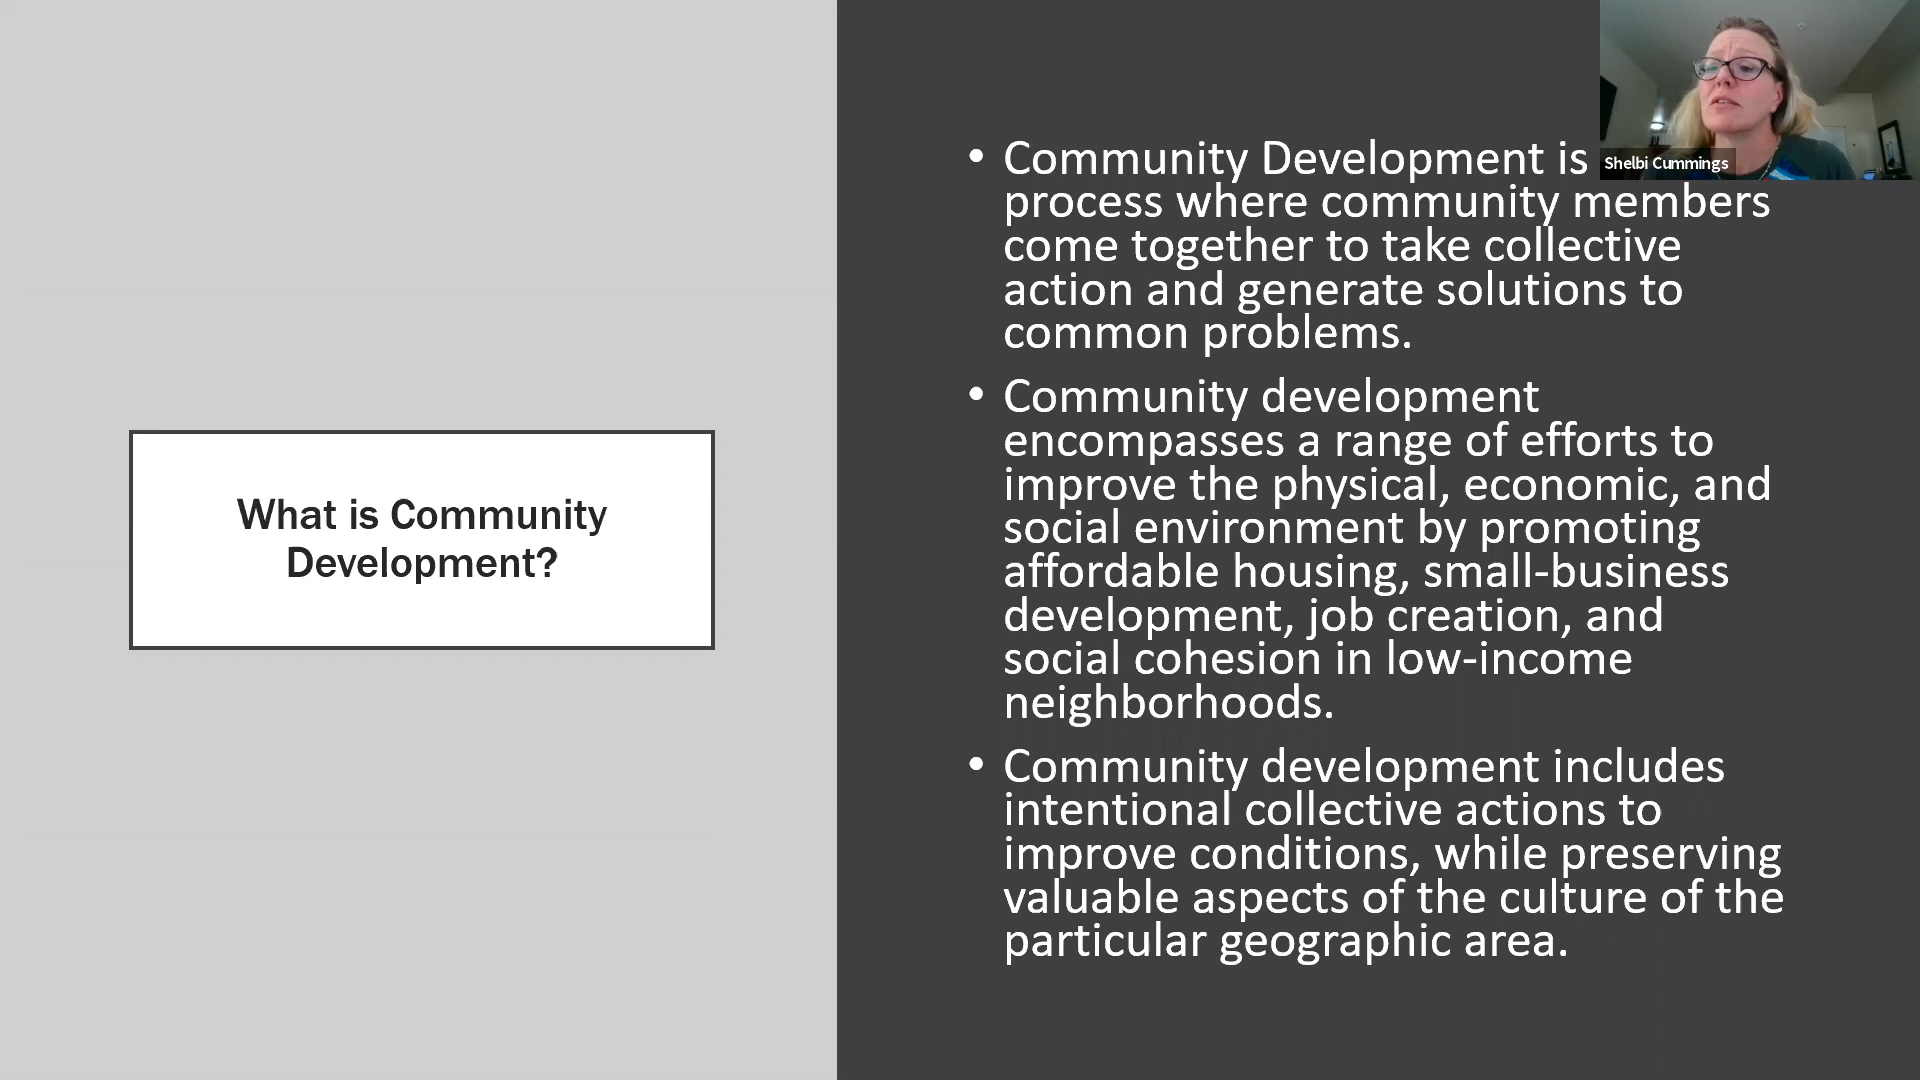 What is Community
Development?
• Community Development is
process where community members
come together to take collective
action and generate solutions to
common problems.
• Community development
encompasses a range of efforts to
improve the physical, economic, and
social environment by promoting
affordable housing, small-business
development, job creation, and
social cohesion in low-income
neighborhoods.
• Community development includes
intentional collective actions to
improve conditions, while preserving
valuable aspects of the culture of the
particular geographic area.
Shelbi Cummings